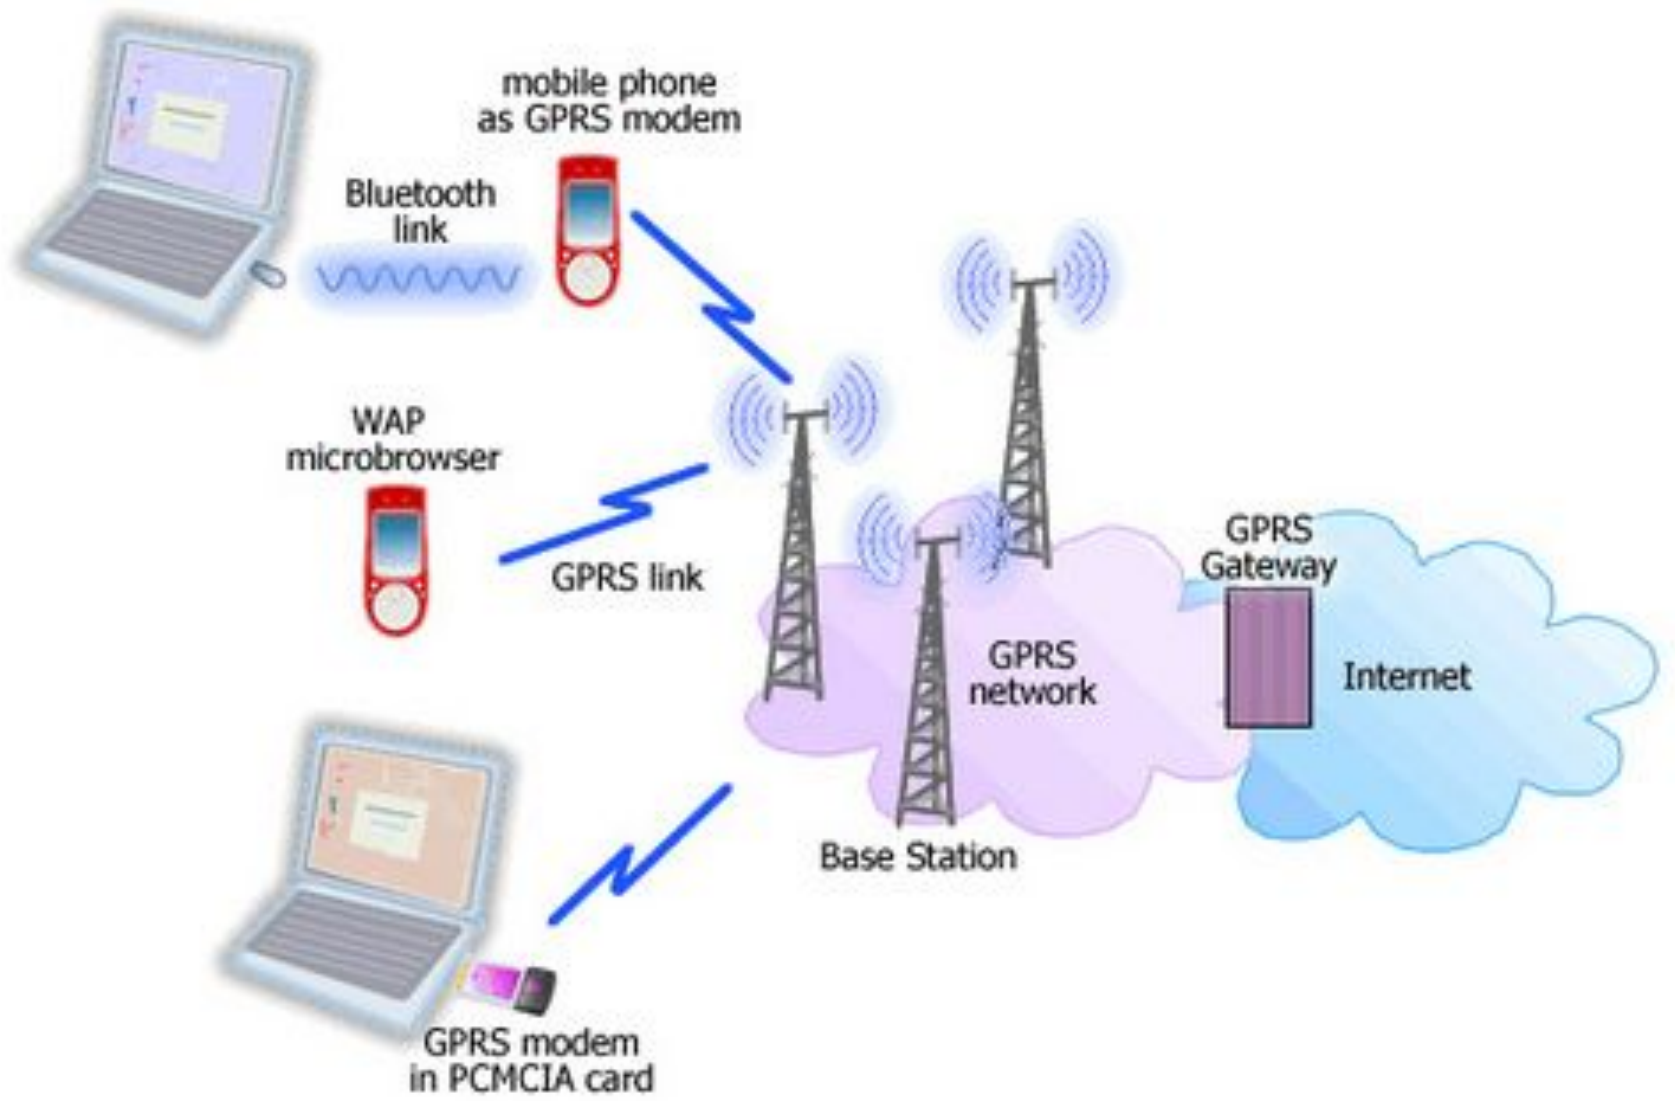 mobile phone
as GPRS modem
Bluetooth
link
WAP
microbrowser
GPRS link
GPRS
Gateway
GPRS
network
Internet
Base Station
GPRS modem
in PCMCIA card